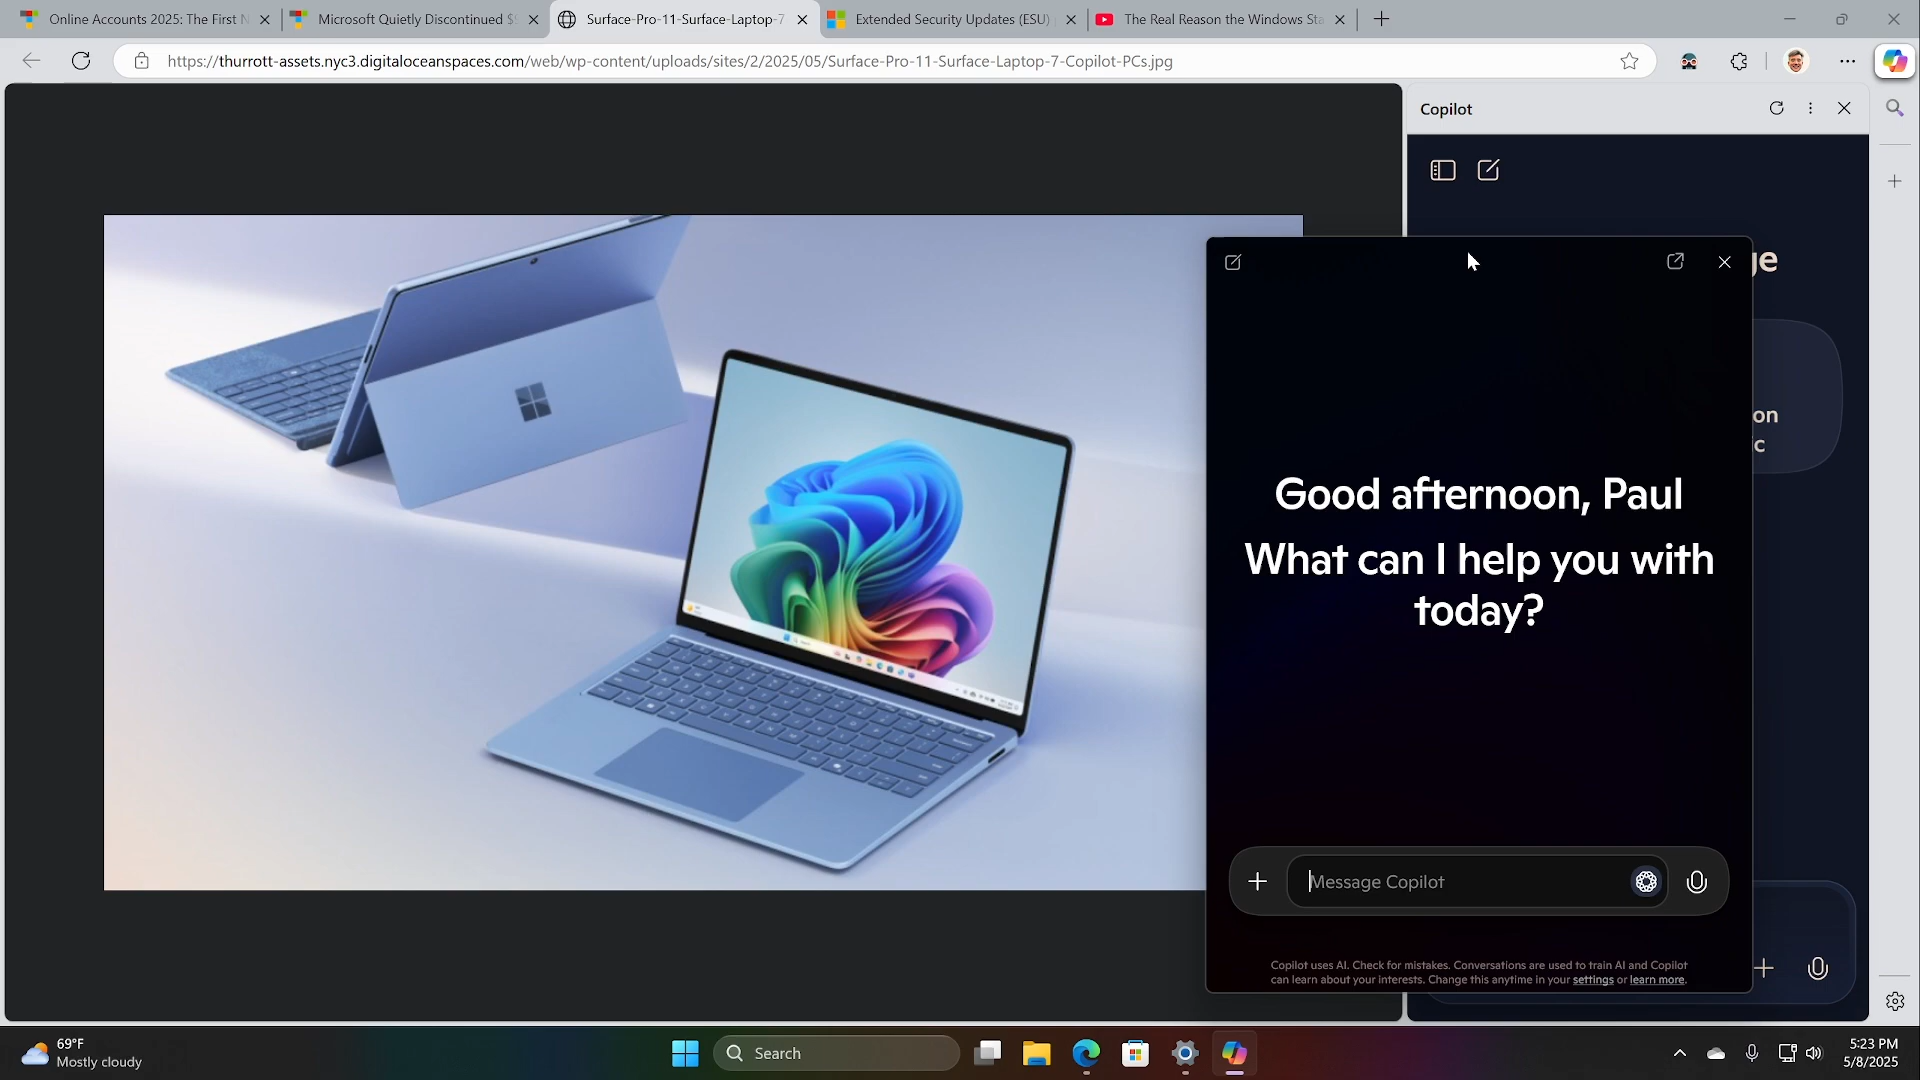 Online Accounts 2025: The First N
Microsoft Quietly Discontinued $
Surface-Pro-11-Surface-Laptop-7
Extended Security Updates (ESU)
The Real Reason the Windows Sta
https://thurrott-assets.nyc3.digitaloceanspaces.com/web/wp-content/uploads/sites/2/2025/05/Surface-Pro-11-Surface-Laptop-7-Copilot-PCs.jpg
Copilot
ge
on
c
Good afternoon, Paul
What can I help you with
today?
Message Copilot
Copilot uses AI. Check for mistakes. Conversations are used to train AI and Copilot
can learn about your interests. Change this anytime in your settings or learn more.
69°F
Mostly cloudy
Search
5:23 PM
5/8/2025